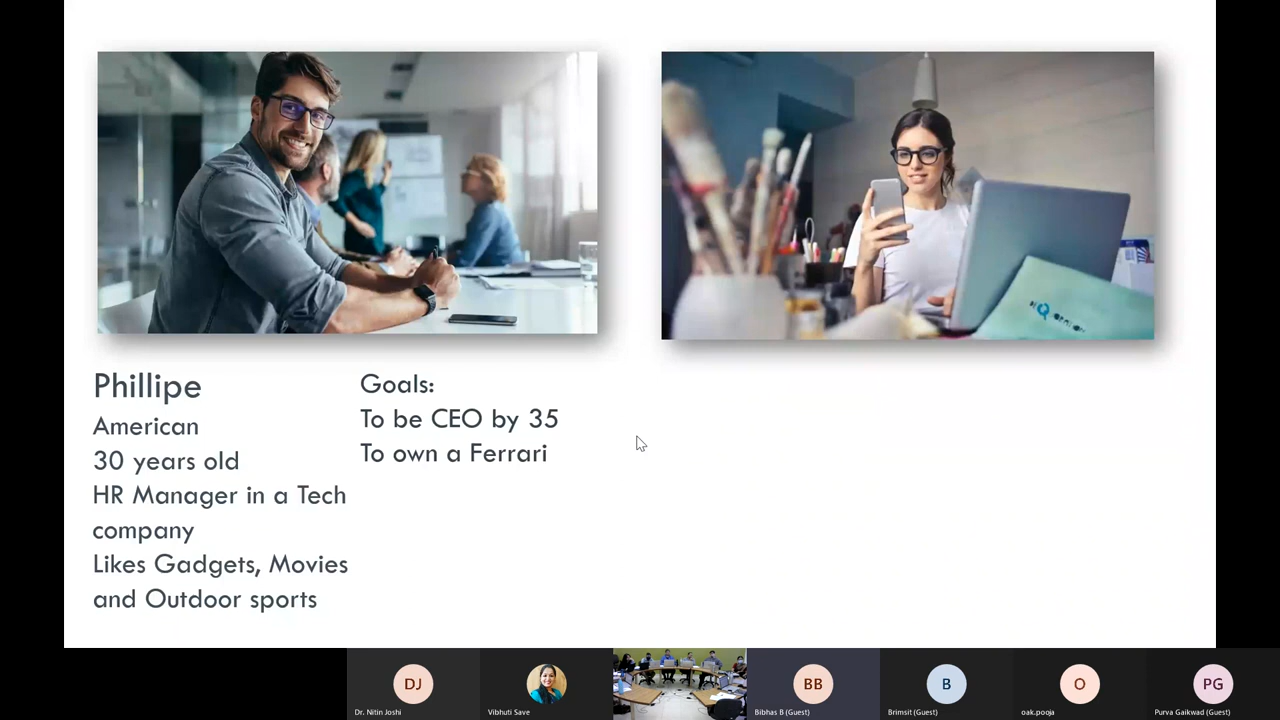 Phillipe
American
30 years old
HR Manager in a Tech
company
Likes Gadgets, Movies
and Outdoor sports
Goals:
To be CEO by 35
To own a Ferrari
DJ
BB
B
O
PG
Dr. Nitin Joshi
Vibhuti Save
Bibhas B (Guest)
Brimsit (Guest)
oak.pooja
Purva Gaikwad (Guest)